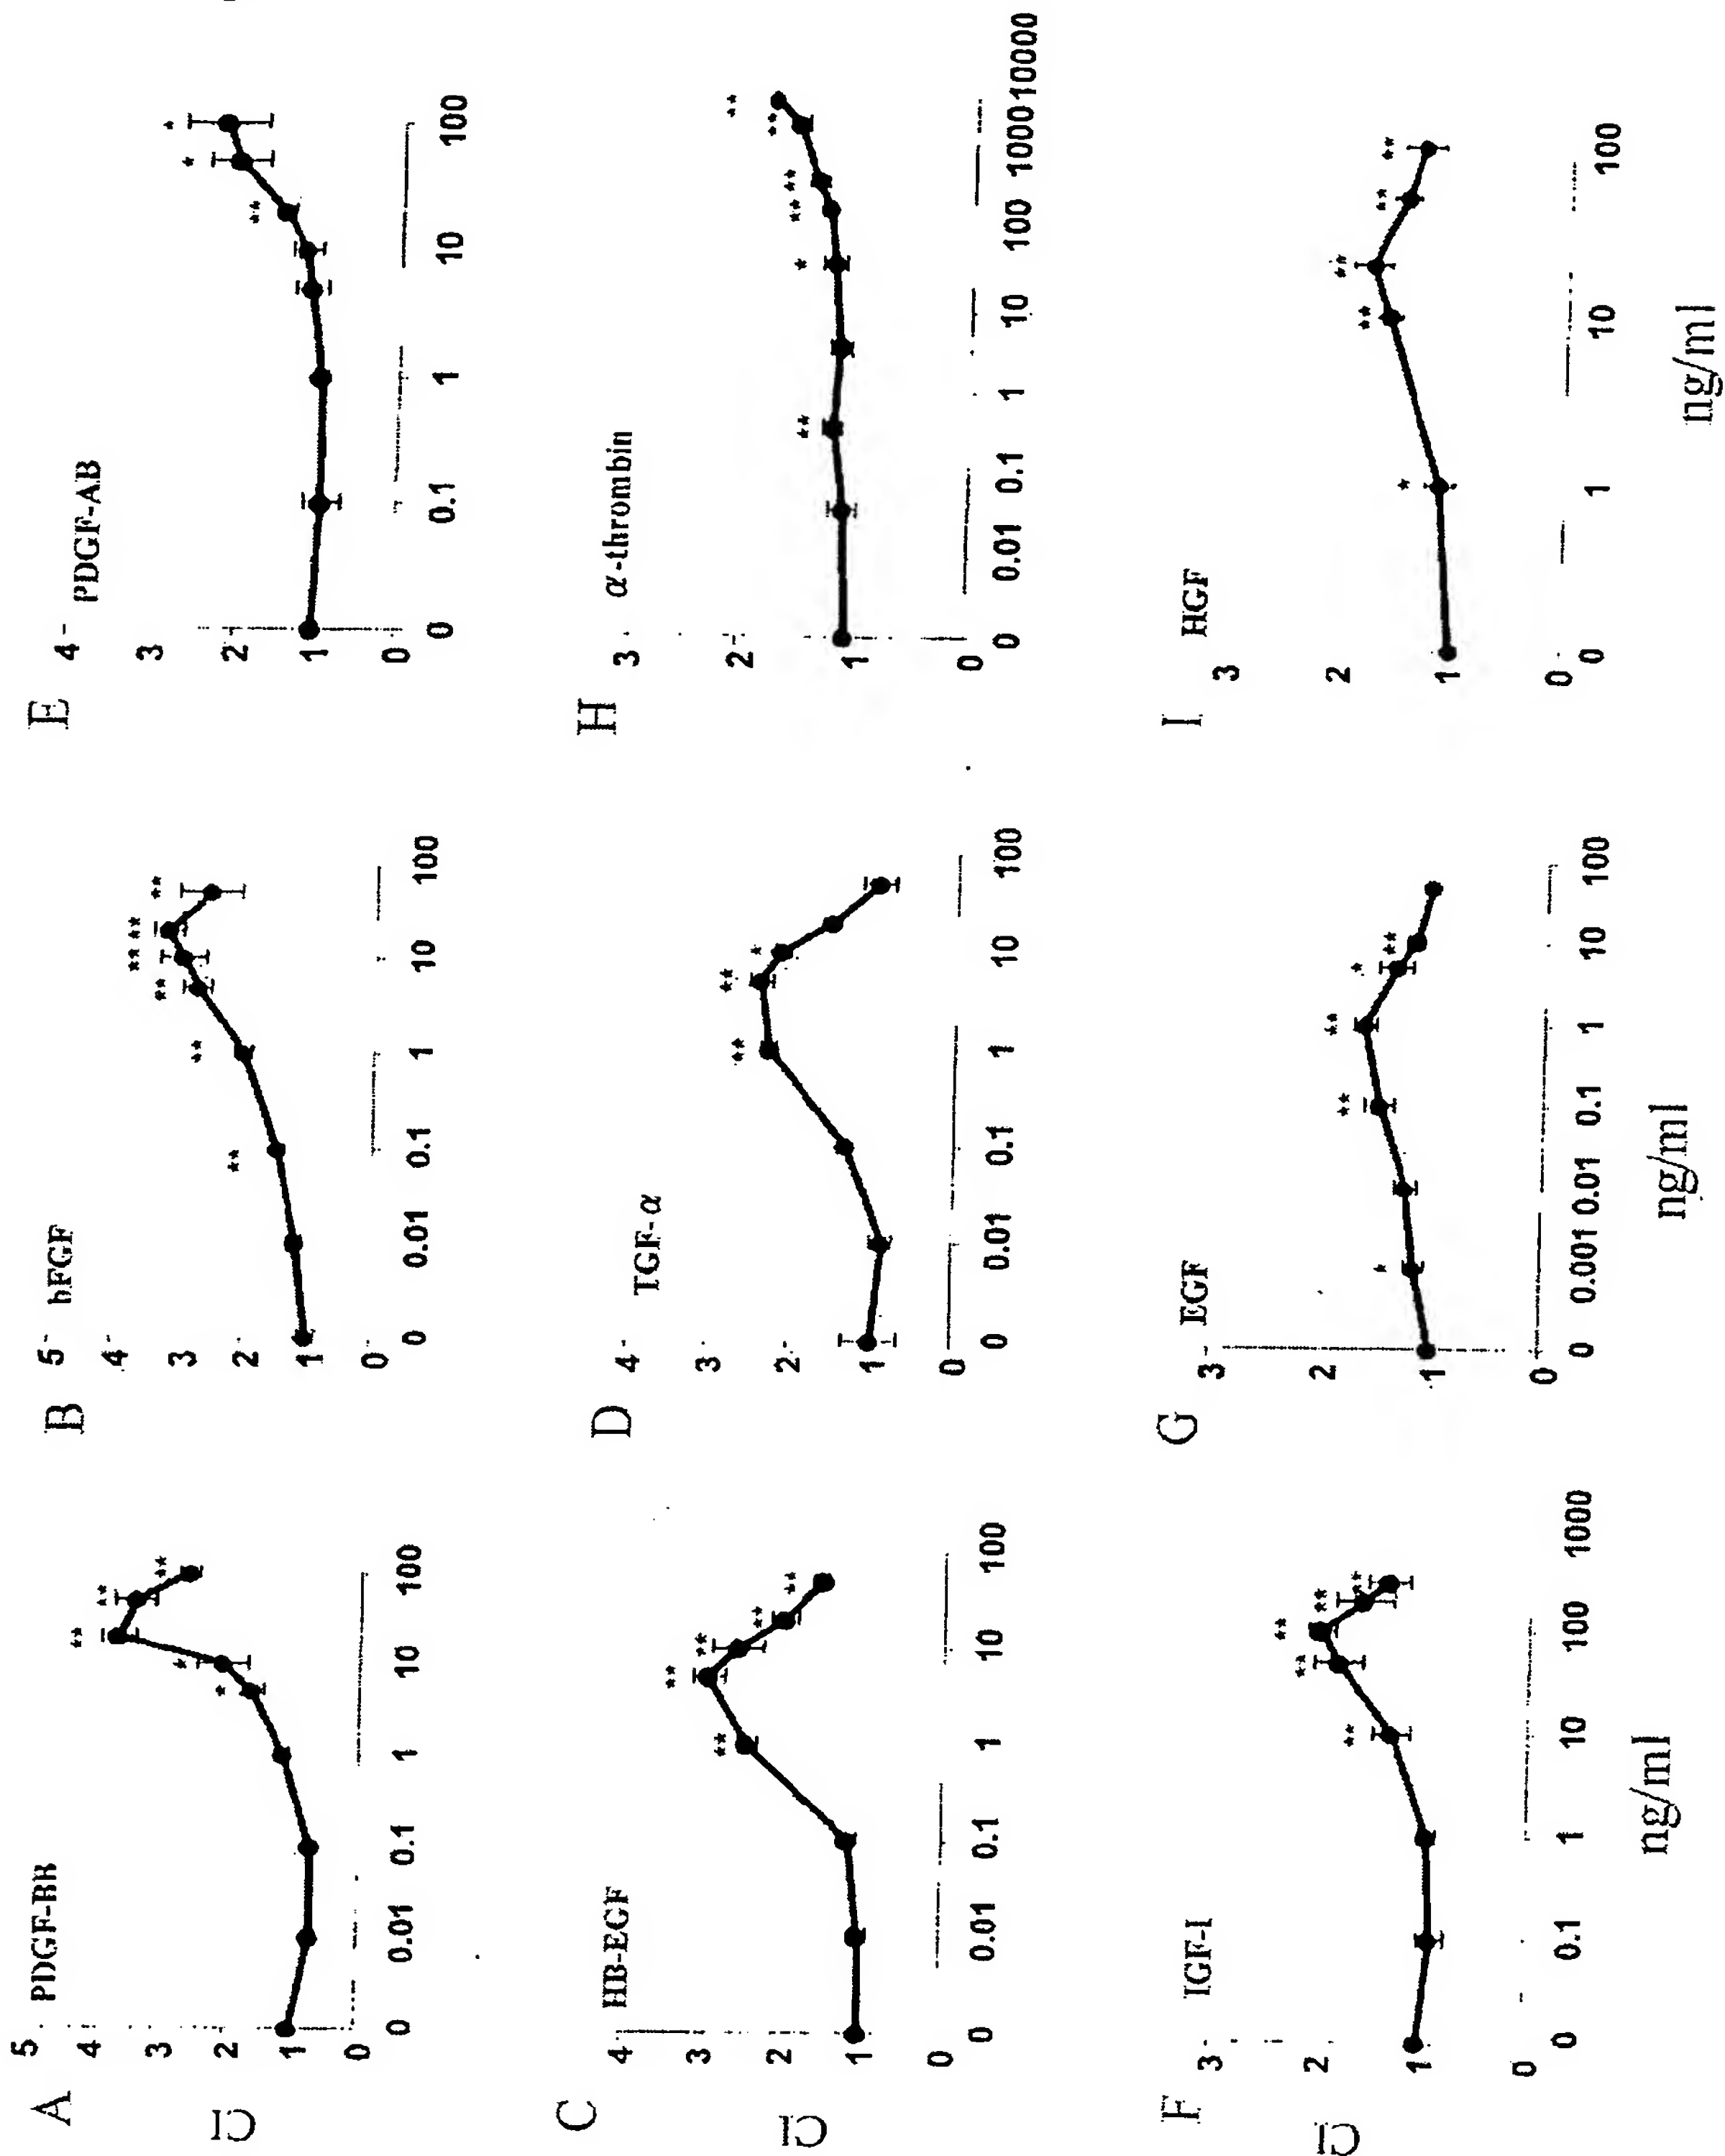 A
PDGF-BB
CI
5
4
3
2
1
0
0 0.01 0.1 1 10 100
* * ** ** **
B
bFGF
5
4
3
2
1
0
0 0.01 0.1 1 10 100
** ** ** ** ** **
E
PDGF-AB
4
3
2
1
0
0 0.1 1 10 100
** * *
C
HB-EGF
CI
4
3
2
1
0
0 0.01 0.1 1 10 100
** ** ** ** **
D
TGF-α
4
3
2
1
0
0 0.01 0.1 1 10 100
** ** *
H
α-thrombin
3
2
1
0
0 0.01 0.1 1 10 100 1000 10000
** * ** ** ** **
F
IGF-I
CI
3
2
1
0
0 0.1 1 10 100 1000
** ** ** ** **
ng/ml
G
EGF
3
2
1
0
0 0.001 0.01 0.1 1 10 100
* ** ** * **
ng/ml
I
HGF
3
2
1
0
0 1 10 100
* ** ** ** **
ng/ml